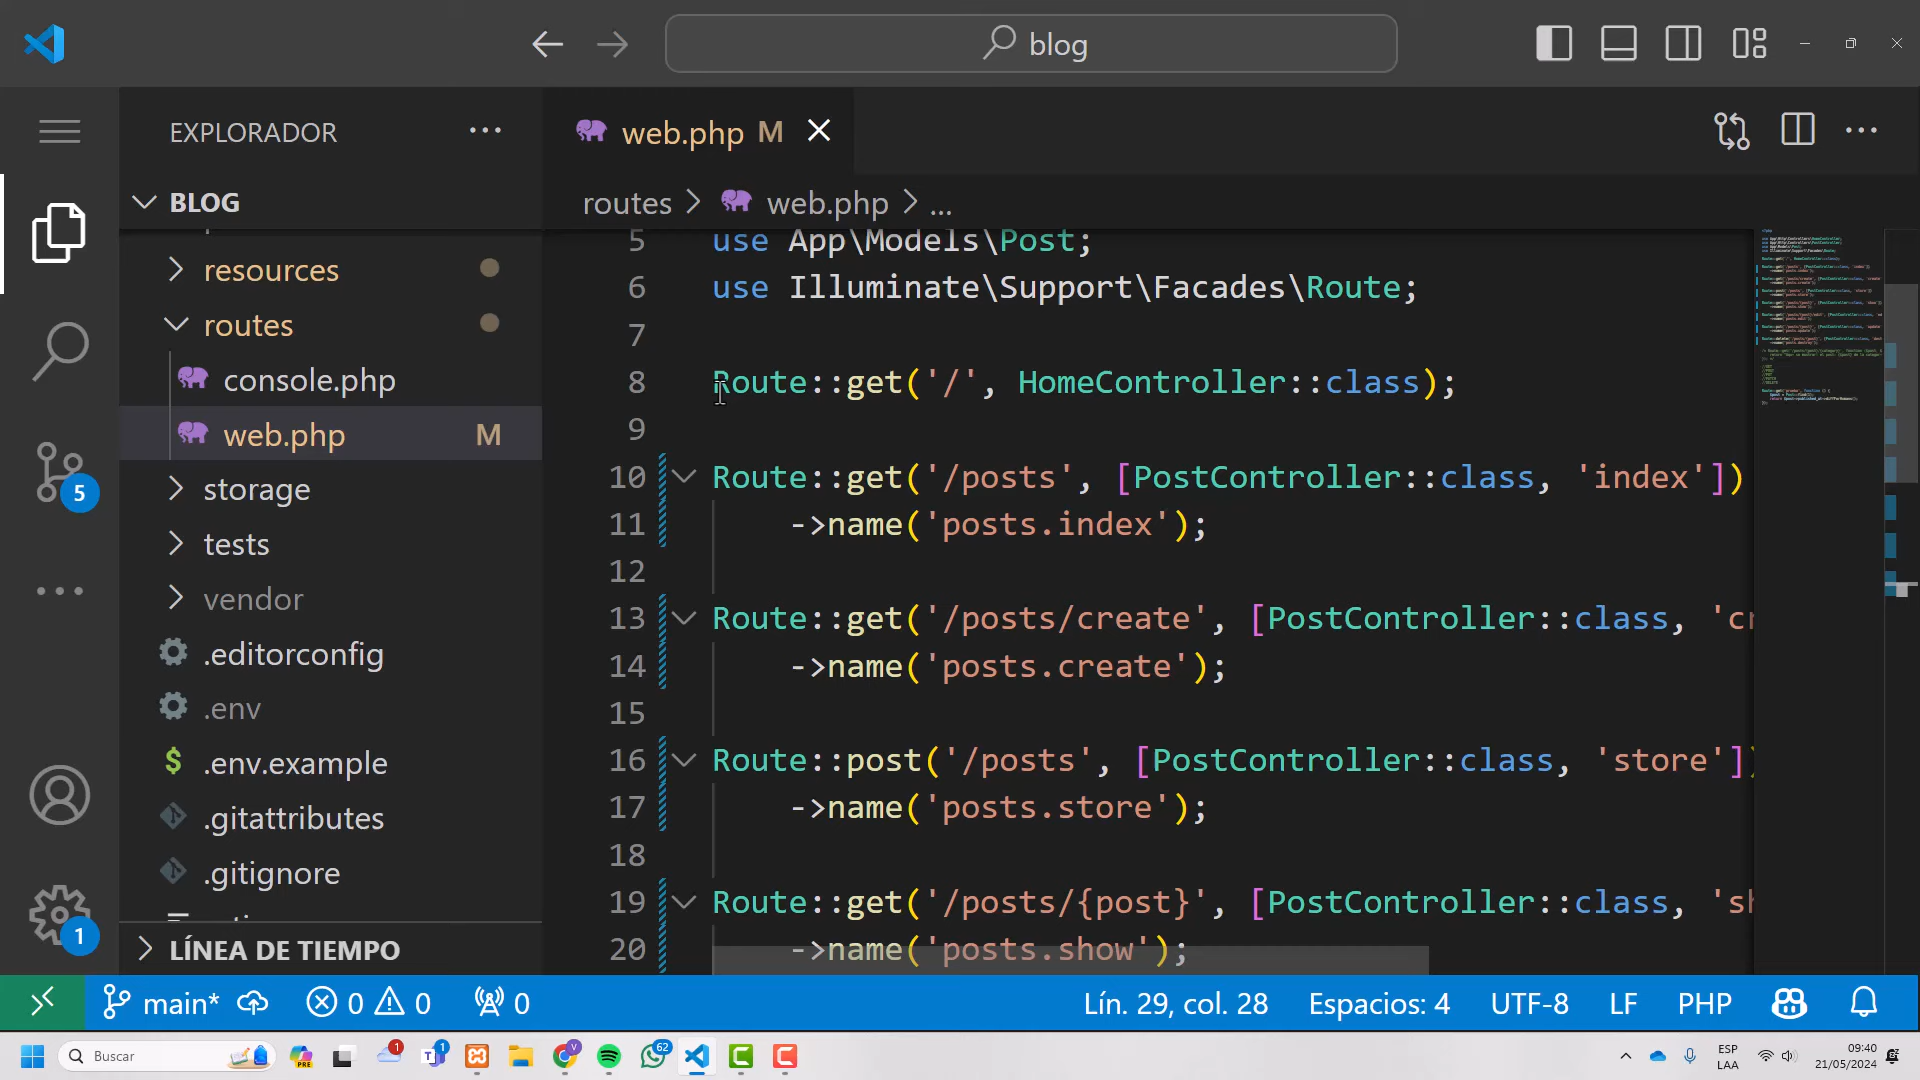 blog
EXPLORADOR
web.php M
BLOG
routes > web.php > ...
resources
routes
console.php
web.php M
storage
tests
vendor
.editorconfig
.env
.env.example
.gitattributes
.gitignore
LÍNEA DE TIEMPO
5
1
5 use App\Models\Post;
6 use Illuminate\Support\Facades\Route;
7
8 Route::get('/', HomeController::class);
9
10 Route::get('/posts', [PostController::class, 'index'])
11 ->name('posts.index');
12
13 Route::get('/posts/create', [PostController::class, 'cr
14 ->name('posts.create');
15
16 Route::post('/posts', [PostController::class, 'store'])
17 ->name('posts.store');
18
19 Route::get('/posts/{post}', [PostController::class, 'sh
20 ->name('posts.show');
main* 0 0 0
Lín. 29, col. 28 Espacios: 4 UTF-8 LF PHP
Buscar
PRE
1
1
V
62
ESP
LAA
09:40
21/05/2024